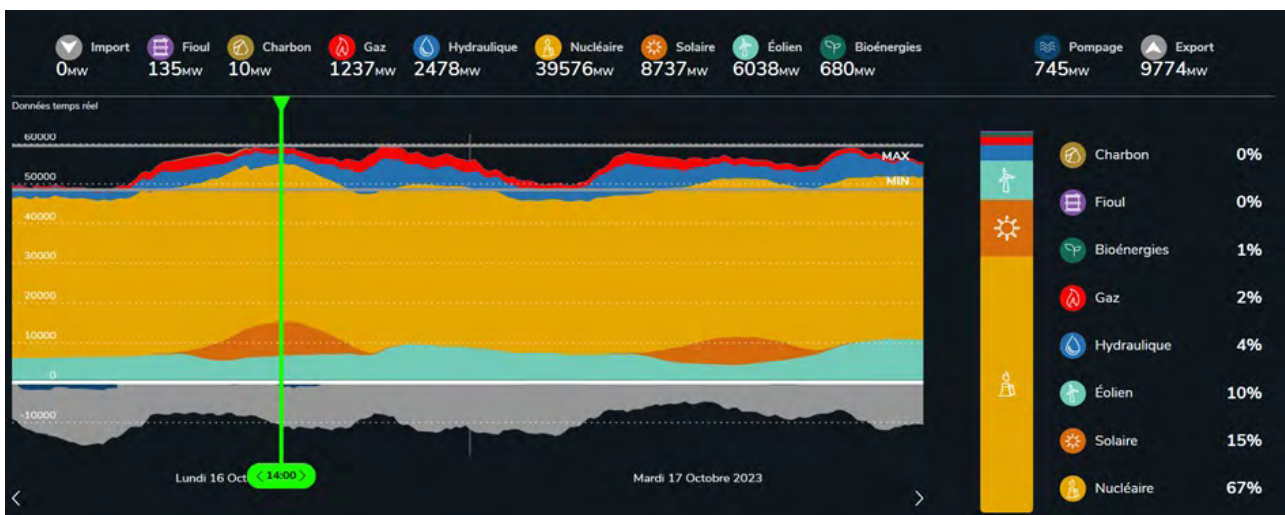 Import Fioul Charbon Gaz Hydraulique Nucléaire Solaire Éolien Bioénergies Pompage Export
0MW 135MW 10MW 1237MW 2478MW 39576MW 8737MW 6038MW 680MW 745MW 9774MW
Données temps réel
60000
MAX
50000
MIN
40000
30000
20000
10000
0
-10000
Lundi 16 Oct < 14:00 > Mardi 17 Octobre 2023
< >
Charbon 0%
Fioul 0%
Bioénergies 1%
Gaz 2%
Hydraulique 4%
Éolien 10%
Solaire 15%
Nucléaire 67%